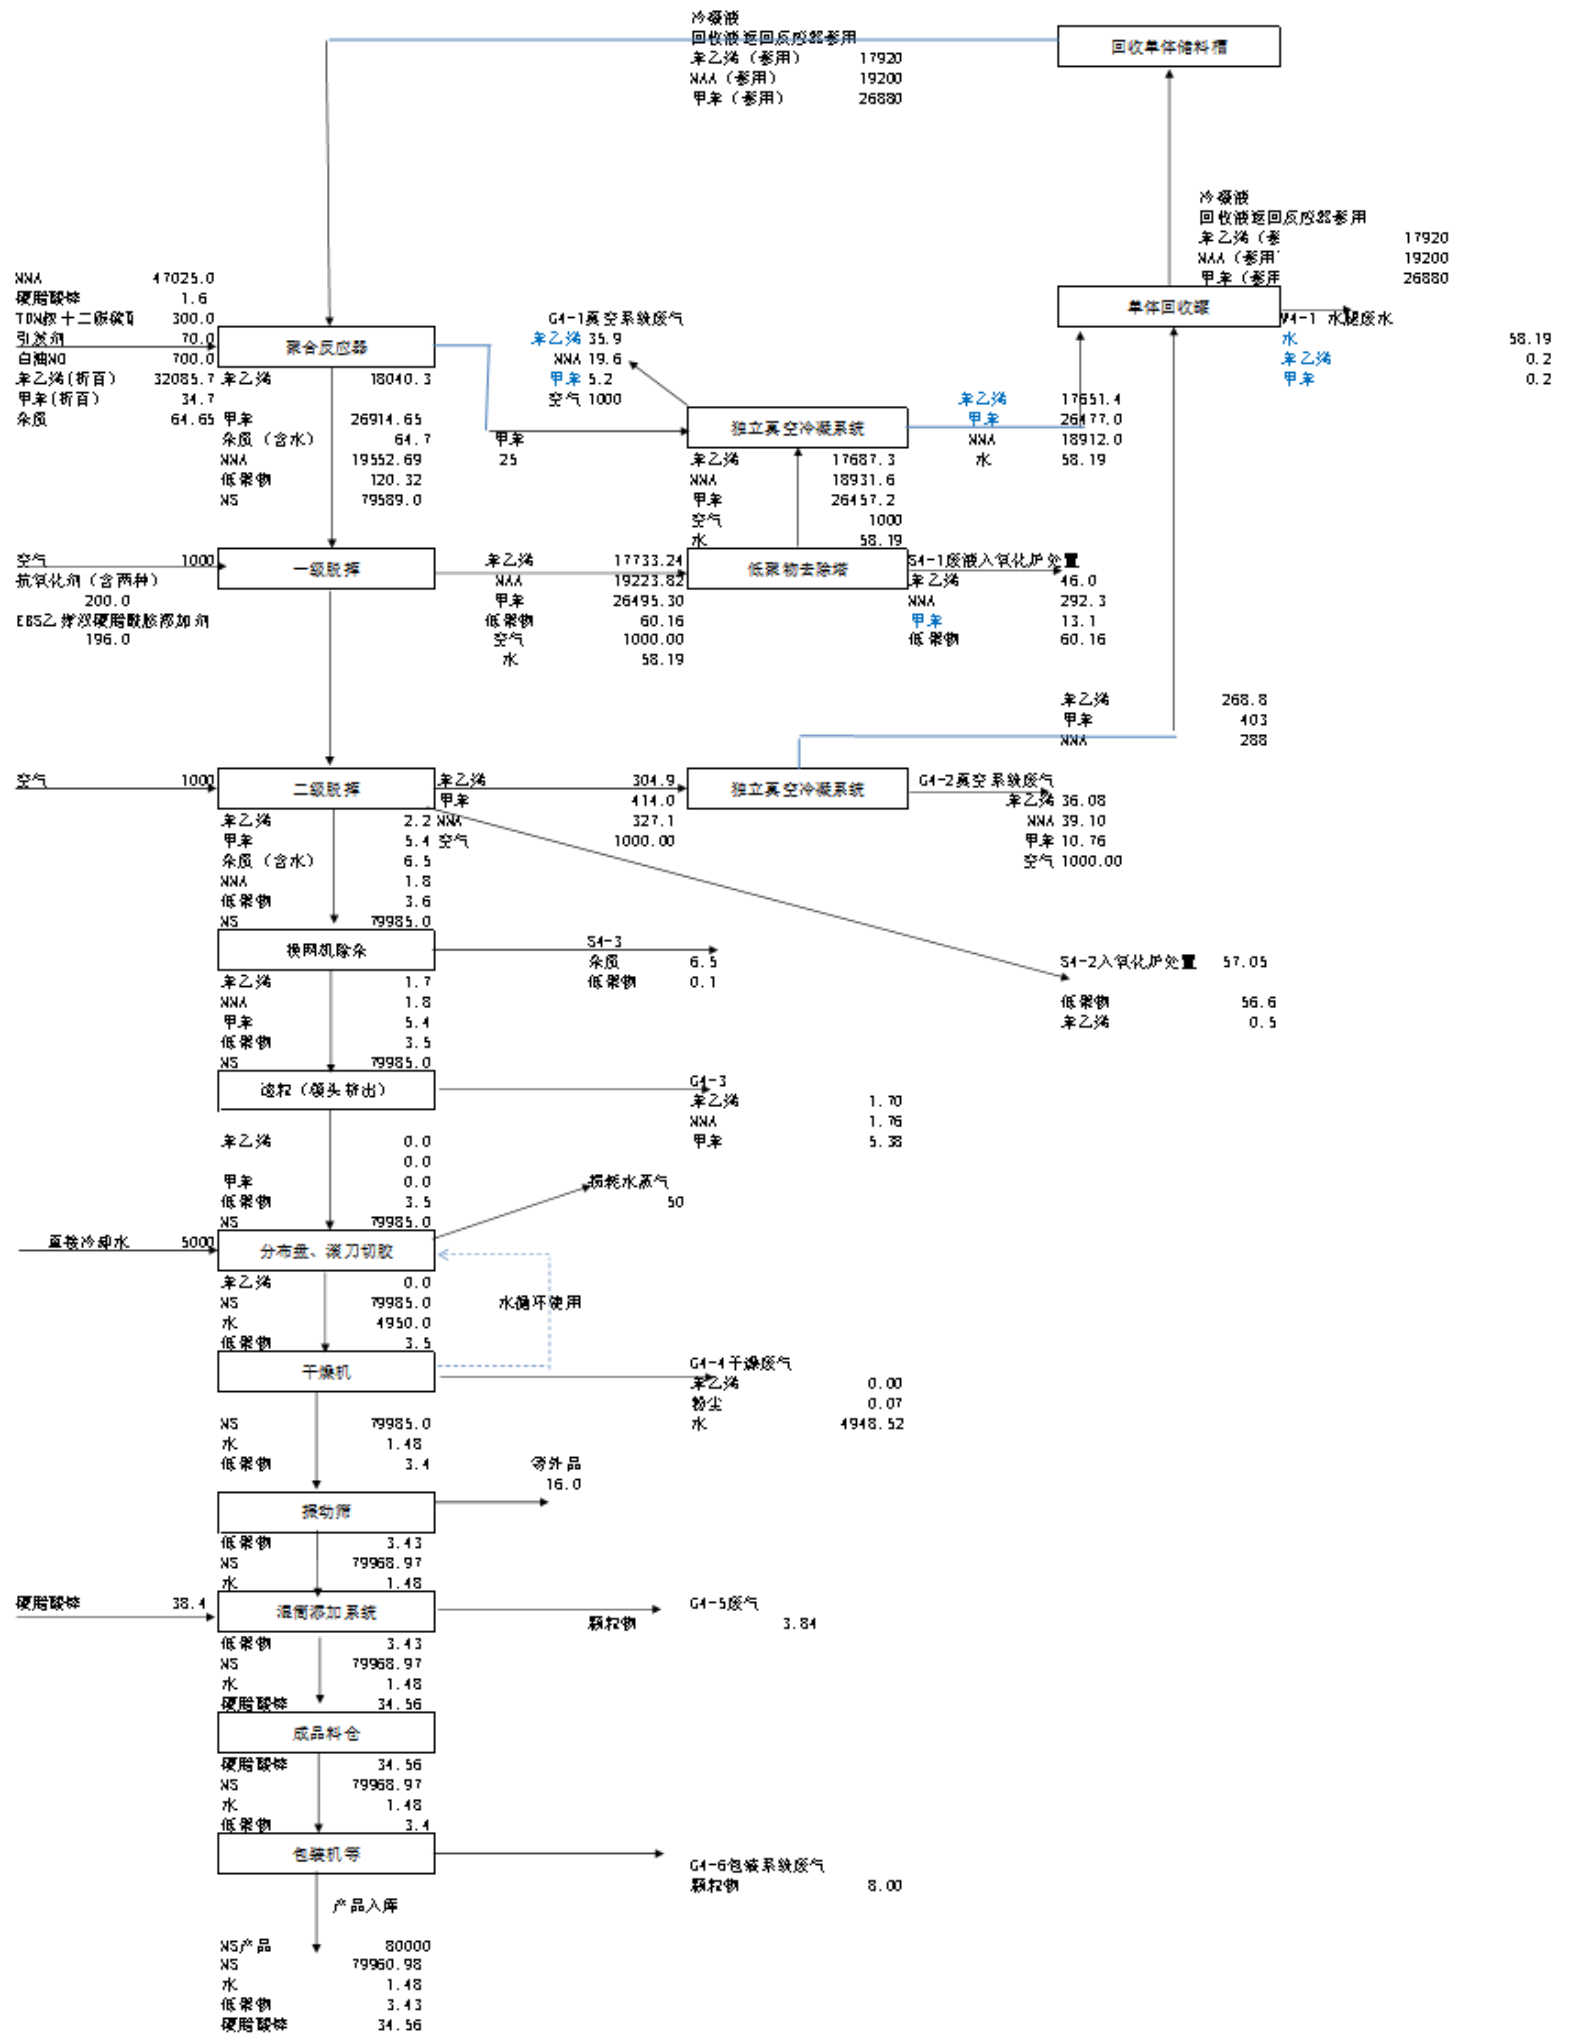 冷凝液
回收液返回反应器套用
苯乙烯（套用） 17920
NAA（套用） 19200
甲苯（套用） 26880
回收单体储料槽
冷凝液
回收液返回反应器套用
苯乙烯（套 17920
NAA（套用 19200
甲苯（套用 26880
单体回收罐
W4-1 水 废水
水 58.19
苯乙烯 0.2
甲苯 0.2
NNA 47025.0
硬脂酸锌 1.6
TDM叔十二碳硫醇 300.0
引发剂 70.0
白油MO 700.0
苯乙烯(折百) 32085.7
甲苯(折百) 34.7
杂质 64.65
聚合反应器
苯乙烯 18040.3
甲苯 26914.65
杂质（含水） 64.7
NNA 19552.69
低聚物 120.32
NS 79589.0
G4-1真空系统废气
苯乙烯 35.9
NNA 19.6
甲苯 5.2
空气 1000
甲苯
25
独立真空冷凝系统
苯乙烯 17651.4
甲苯 26477.0
NNA 18912.0
水 58.19
苯乙烯 17687.3
NNA 18931.6
甲苯 26457.2
空气 1000
水 58.19
空气 1000
抗氧化剂（含两种）
200.0
EBS乙撑双硬脂酰胺添加剂
196.0
一级脱挥
苯乙烯 17733.24
NAA 19223.82
甲苯 26495.30
低聚物 60.16
空气 1000.00
水 58.19
低聚物去除塔
S4-1废液入氧化炉处置
苯乙烯 46.0
NNA 292.3
甲苯 13.1
低聚物 60.16
苯乙烯 268.8
甲苯 403
NNA 288
空气 1000
二级脱挥
苯乙烯 304.9
甲苯 414.0
NNA 327.1
空气 1000.00
独立真空冷凝系统
G4-2真空系统废气
苯乙烯 36.08
NNA 39.10
甲苯 10.76
空气 1000.00
苯乙烯 2.2
甲苯 5.4
杂质（含水） 6.5
NNA 1.8
低聚物 3.6
NS 79985.0
换网机除杂
S4-3
杂质 6.5
低聚物 0.1
S4-2入氧化炉处置 57.05
低聚物 56.6
苯乙烯 0.5
苯乙烯 1.7
NNA 1.8
甲苯 5.4
低聚物 3.5
NS 79985.0
造粒（模头挤出）
G4-3
苯乙烯 1.70
NNA 1.76
甲苯 5.38
苯乙烯 0.0
0.0
甲苯 0.0
低聚物 3.5
NS 79985.0
损耗水蒸气
50
直接冷却水 5000
分布盘、滚刀切胶
苯乙烯 0.0
NS 79985.0
水 4950.0
低聚物 3.5
水循环使用
干燥机
G4-4干燥废气
苯乙烯 0.00
粉尘 0.07
水 4948.52
NS 79985.0
水 1.48
低聚物 3.4
等外品
16.0
振动筛
低聚物 3.43
NS 79968.97
水 1.48
硬脂酸锌 38.4
混筒添加系统
G4-5废气
颗粒物 3.84
低聚物 3.43
NS 79968.97
水 1.48
硬脂酸锌 34.56
成品料仓
硬脂酸锌 34.56
NS 79968.97
水 1.48
低聚物 3.4
包装机等
G4-6包装系统废气
颗粒物 8.00
产品入库
NS产品 80000
NS 79960.98
水 1.48
低聚物 3.43
硬脂酸锌 34.56